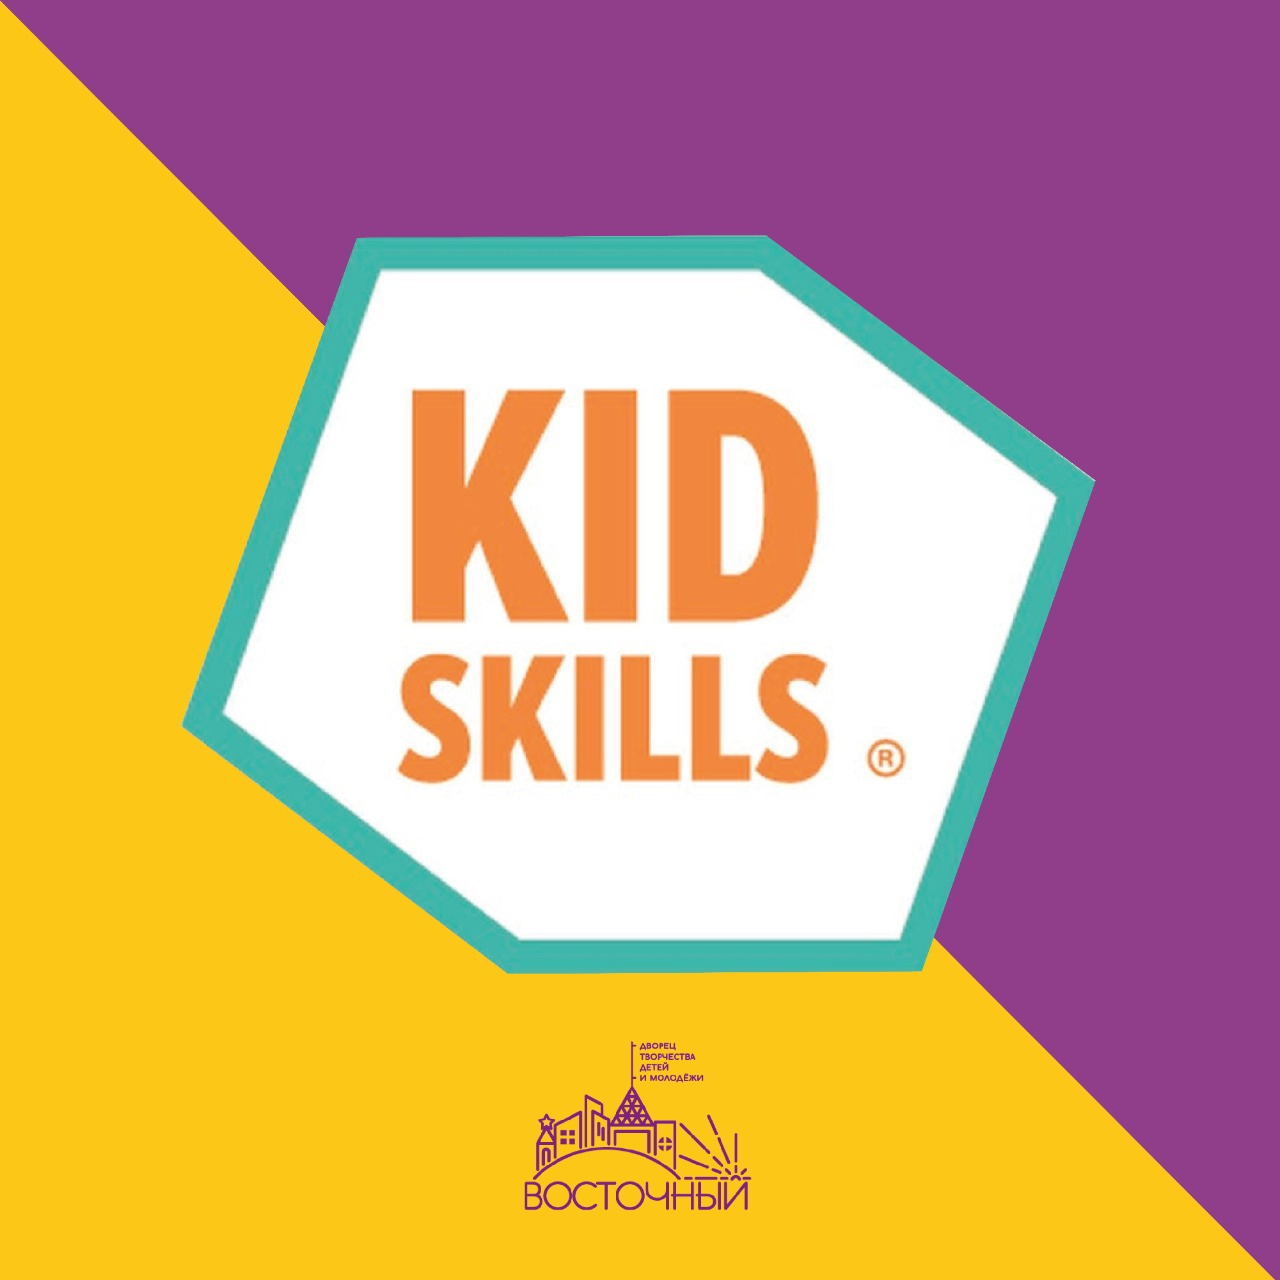 KID
SKILLS ®
ДВОРЕЦ
ТВОРЧЕСТВА
ДЕТЕЙ
И МОЛОДЁЖИ
ВОСТОЧНЫЙ